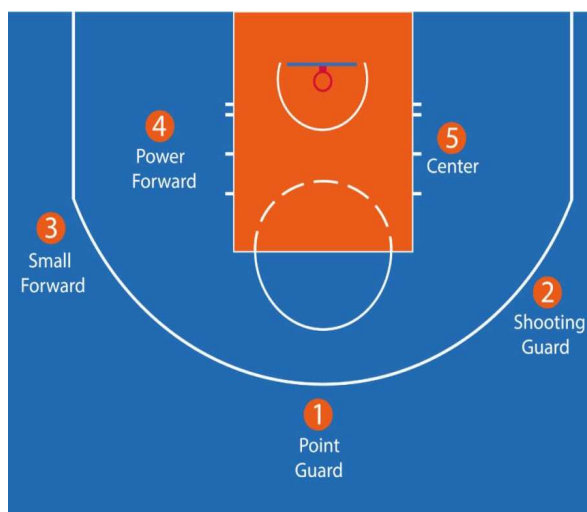 4
Power
Forward
5
Center
3
Small
Forward
2
Shooting
Guard
1
Point
Guard